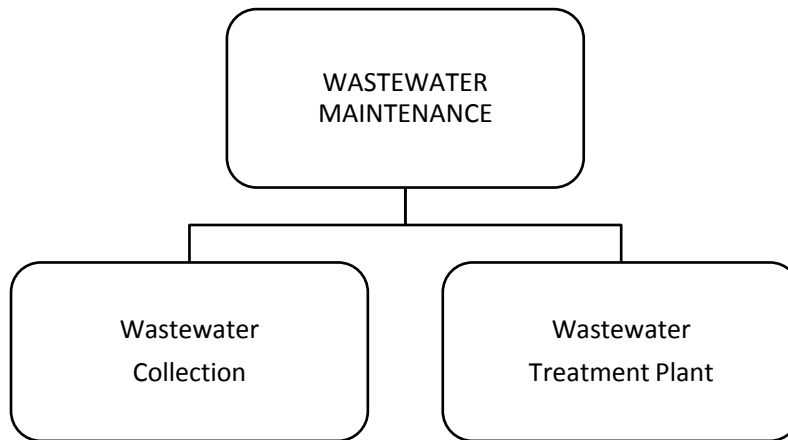 WASTEWATER
MAINTENANCE
Wastewater
Collection
Wastewater
Treatment Plant